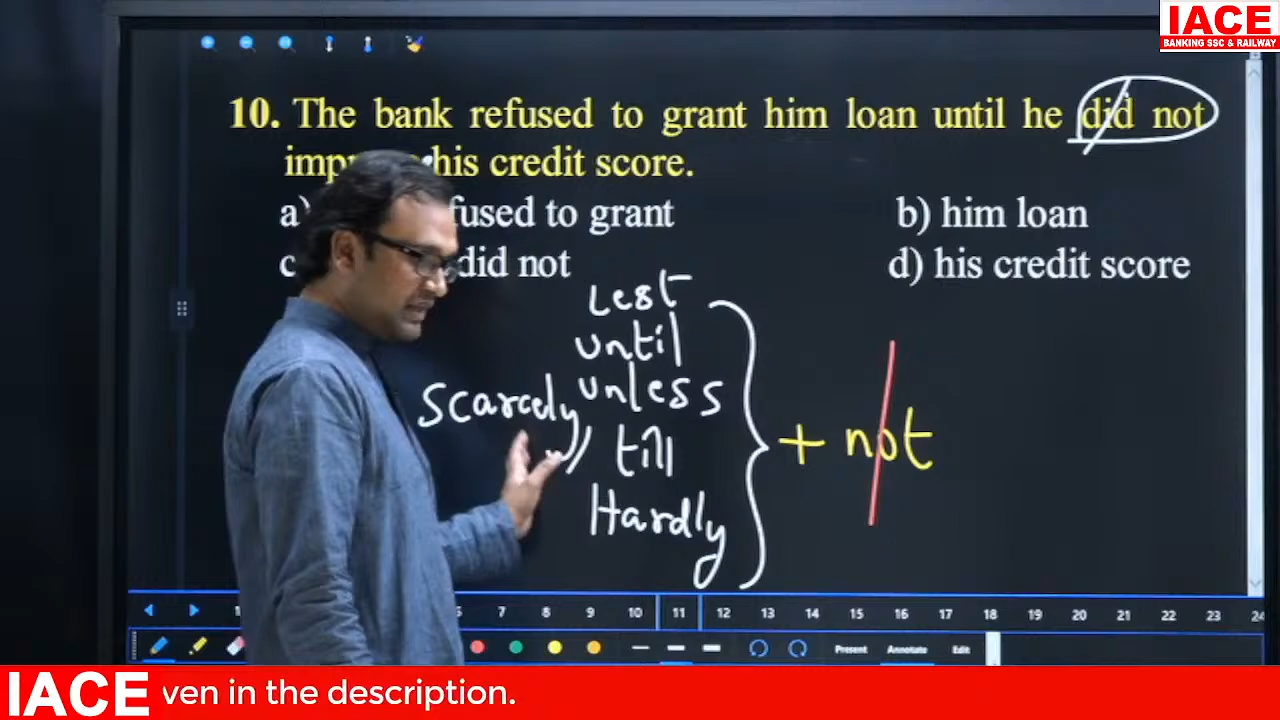 IACE
BANKING SSC & RAILWAY
10. The bank refused to grant him loan until he did not
his credit score.
a) to grant
b) him loan
did not
d) his credit score
Lest
until
unless
Scarcely
till
Hardly
+ not
7 8 9 10 11 12 13 14 15 16 17 18 19 20 21 22 23 24
Present Annotate Edit
IACE ven in the description.